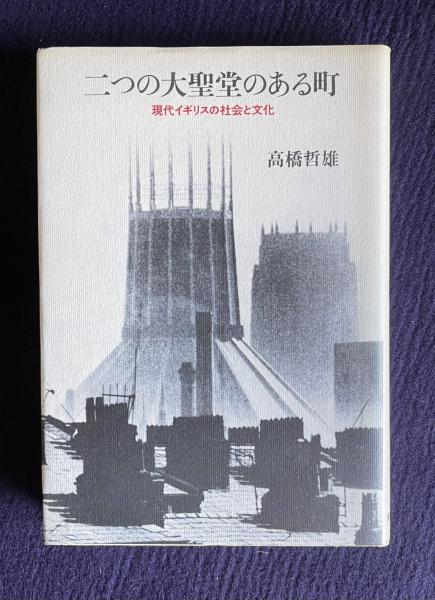 二つの大聖堂のある町
現代イギリスの社会と文化
高橋哲雄